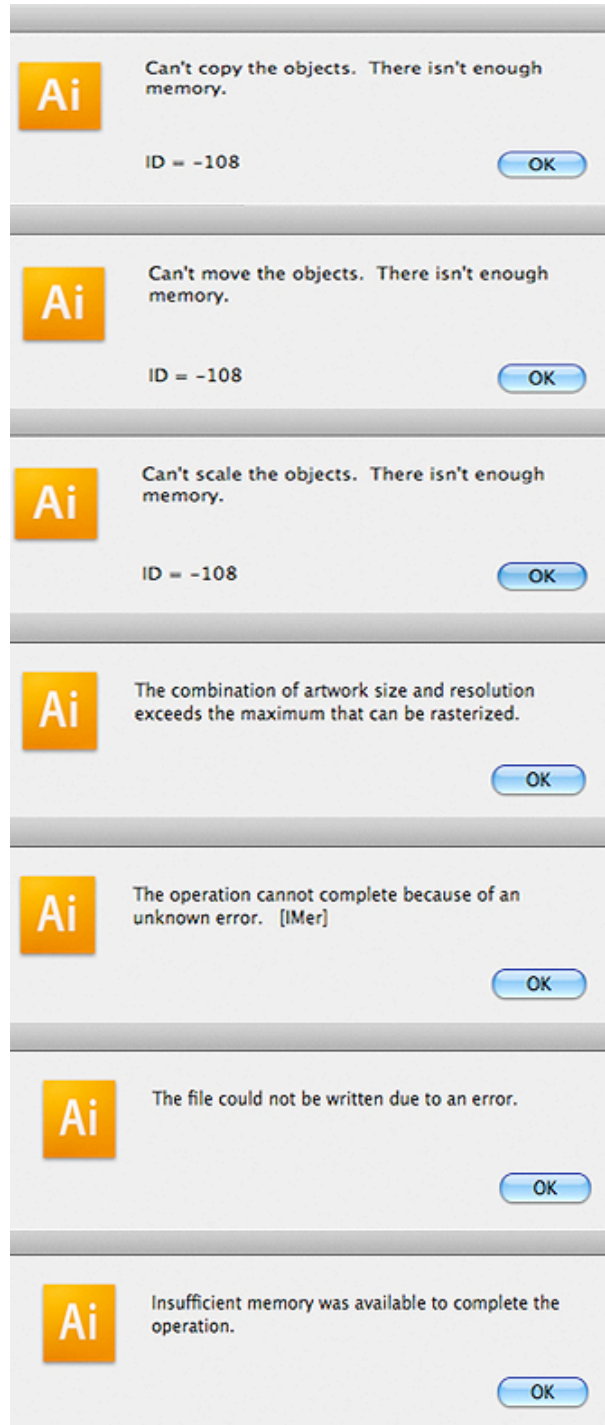 Can't copy the objects.  There isn't enough
memory.
Ai
ID = -108
OK
Can't move the objects.  There isn't enough
memory.
Ai
ID = -108
OK
Can't scale the objects.  There isn't enough
memory.
Ai
ID = -108
OK
The combination of artwork size and resolution
exceeds the maximum that can be rasterized.
Ai
OK
The operation cannot complete because of an
unknown error.   [IMer]
Ai
OK
The file could not be written due to an error.
Ai
OK
Insufficient memory was available to complete the
operation.
Ai
OK